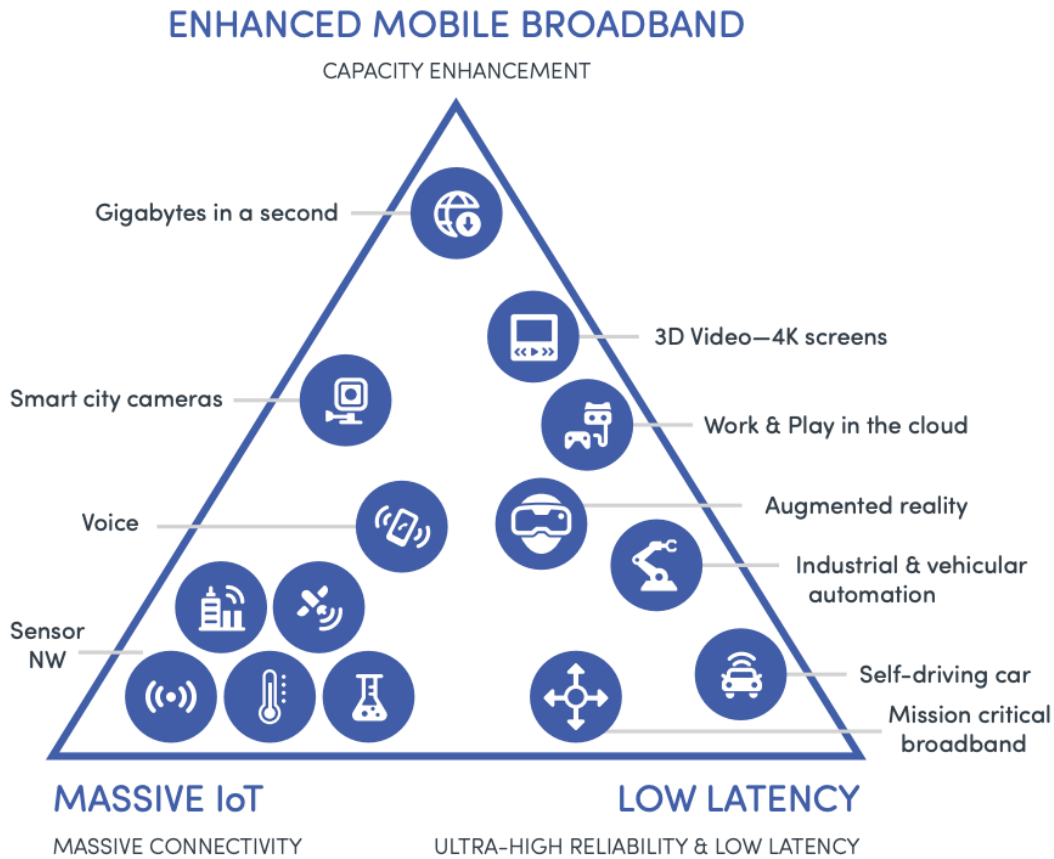 ENHANCED MOBILE BROADBAND
CAPACITY ENHANCEMENT
Gigabytes in a second
3D Video—4K screens
Smart city cameras
Work & Play in the cloud
Augmented reality
Voice
Industrial & vehicular
automation
Sensor
NW
Self-driving car
Mission critical
broadband
MASSIVE IoT
MASSIVE CONNECTIVITY
LOW LATENCY
ULTRA-HIGH RELIABILITY & LOW LATENCY